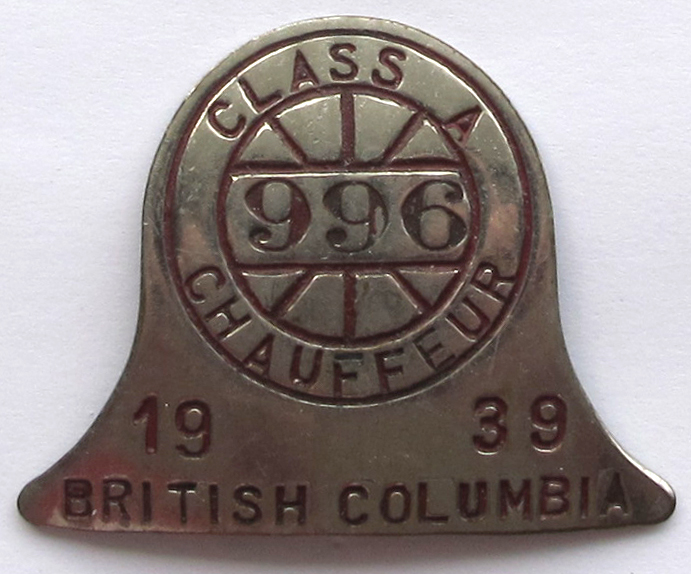 CLASS A
996
CHAUFFEUR
19 39
BRITISH COLUMBIA